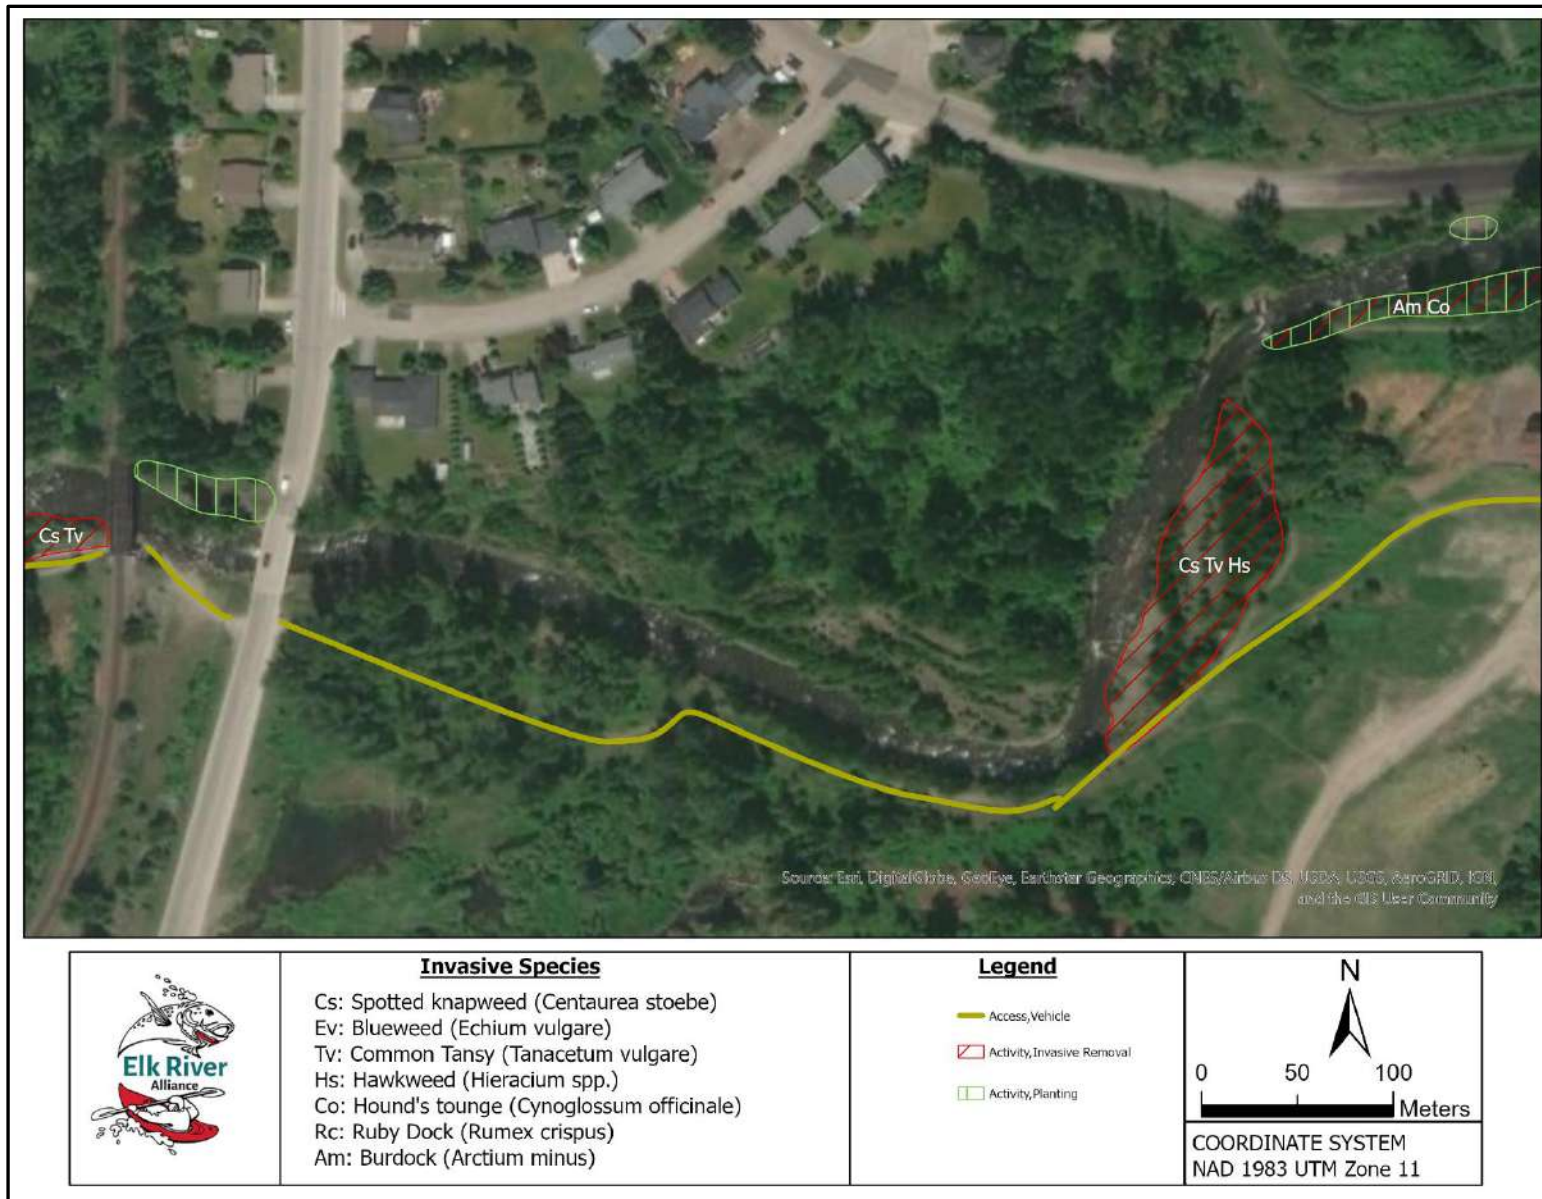 Am Co
Cs Tv
Cs Tv Hs
Source: Esri, DigitalGlobe, GeoEye, Earthstar Geographics, CNES/Airbus DS, USDA, USGS, AeroGRID, IGN,
and the GIS User Community
Elk River
Alliance
Invasive Species
Cs: Spotted knapweed (Centaurea stoebe)
Ev: Blueweed (Echium vulgare)
Tv: Common Tansy (Tanacetum vulgare)
Hs: Hawkweed (Hieracium spp.)
Co: Hound's tounge (Cynoglossum officinale)
Rc: Ruby Dock (Rumex crispus)
Am: Burdock (Arctium minus)
Legend
Access,Vehicle
Activity,Invasive Removal
Activity,Planting
N
0 50 100
Meters
COORDINATE SYSTEM
NAD 1983 UTM Zone 11